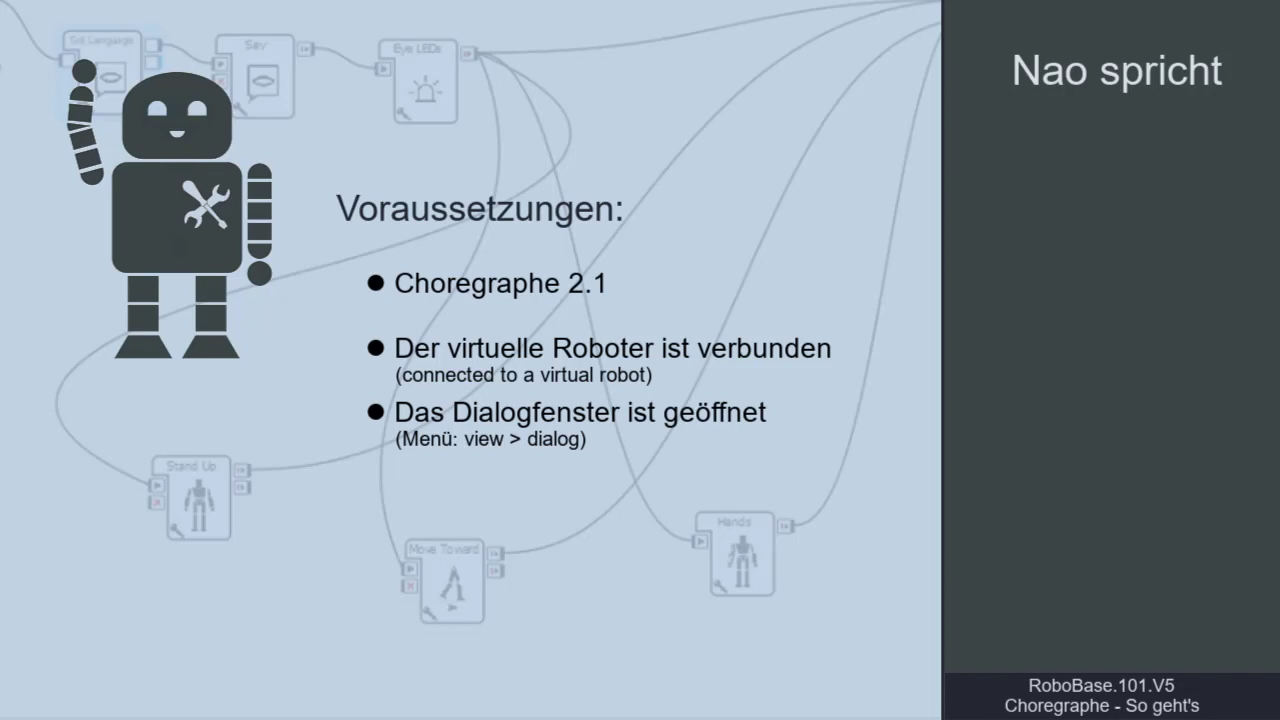 Set Language
Say
Eye LEDs
Nao spricht
Voraussetzungen:
Choregraphe 2.1
Der virtuelle Roboter ist verbunden
(connected to a virtual robot)
Das Dialogfenster ist geöffnet
(Menü: view > dialog)
Stand Up
Hands
Move Toward
RoboBase.101.V5
Choregraphe - So geht's